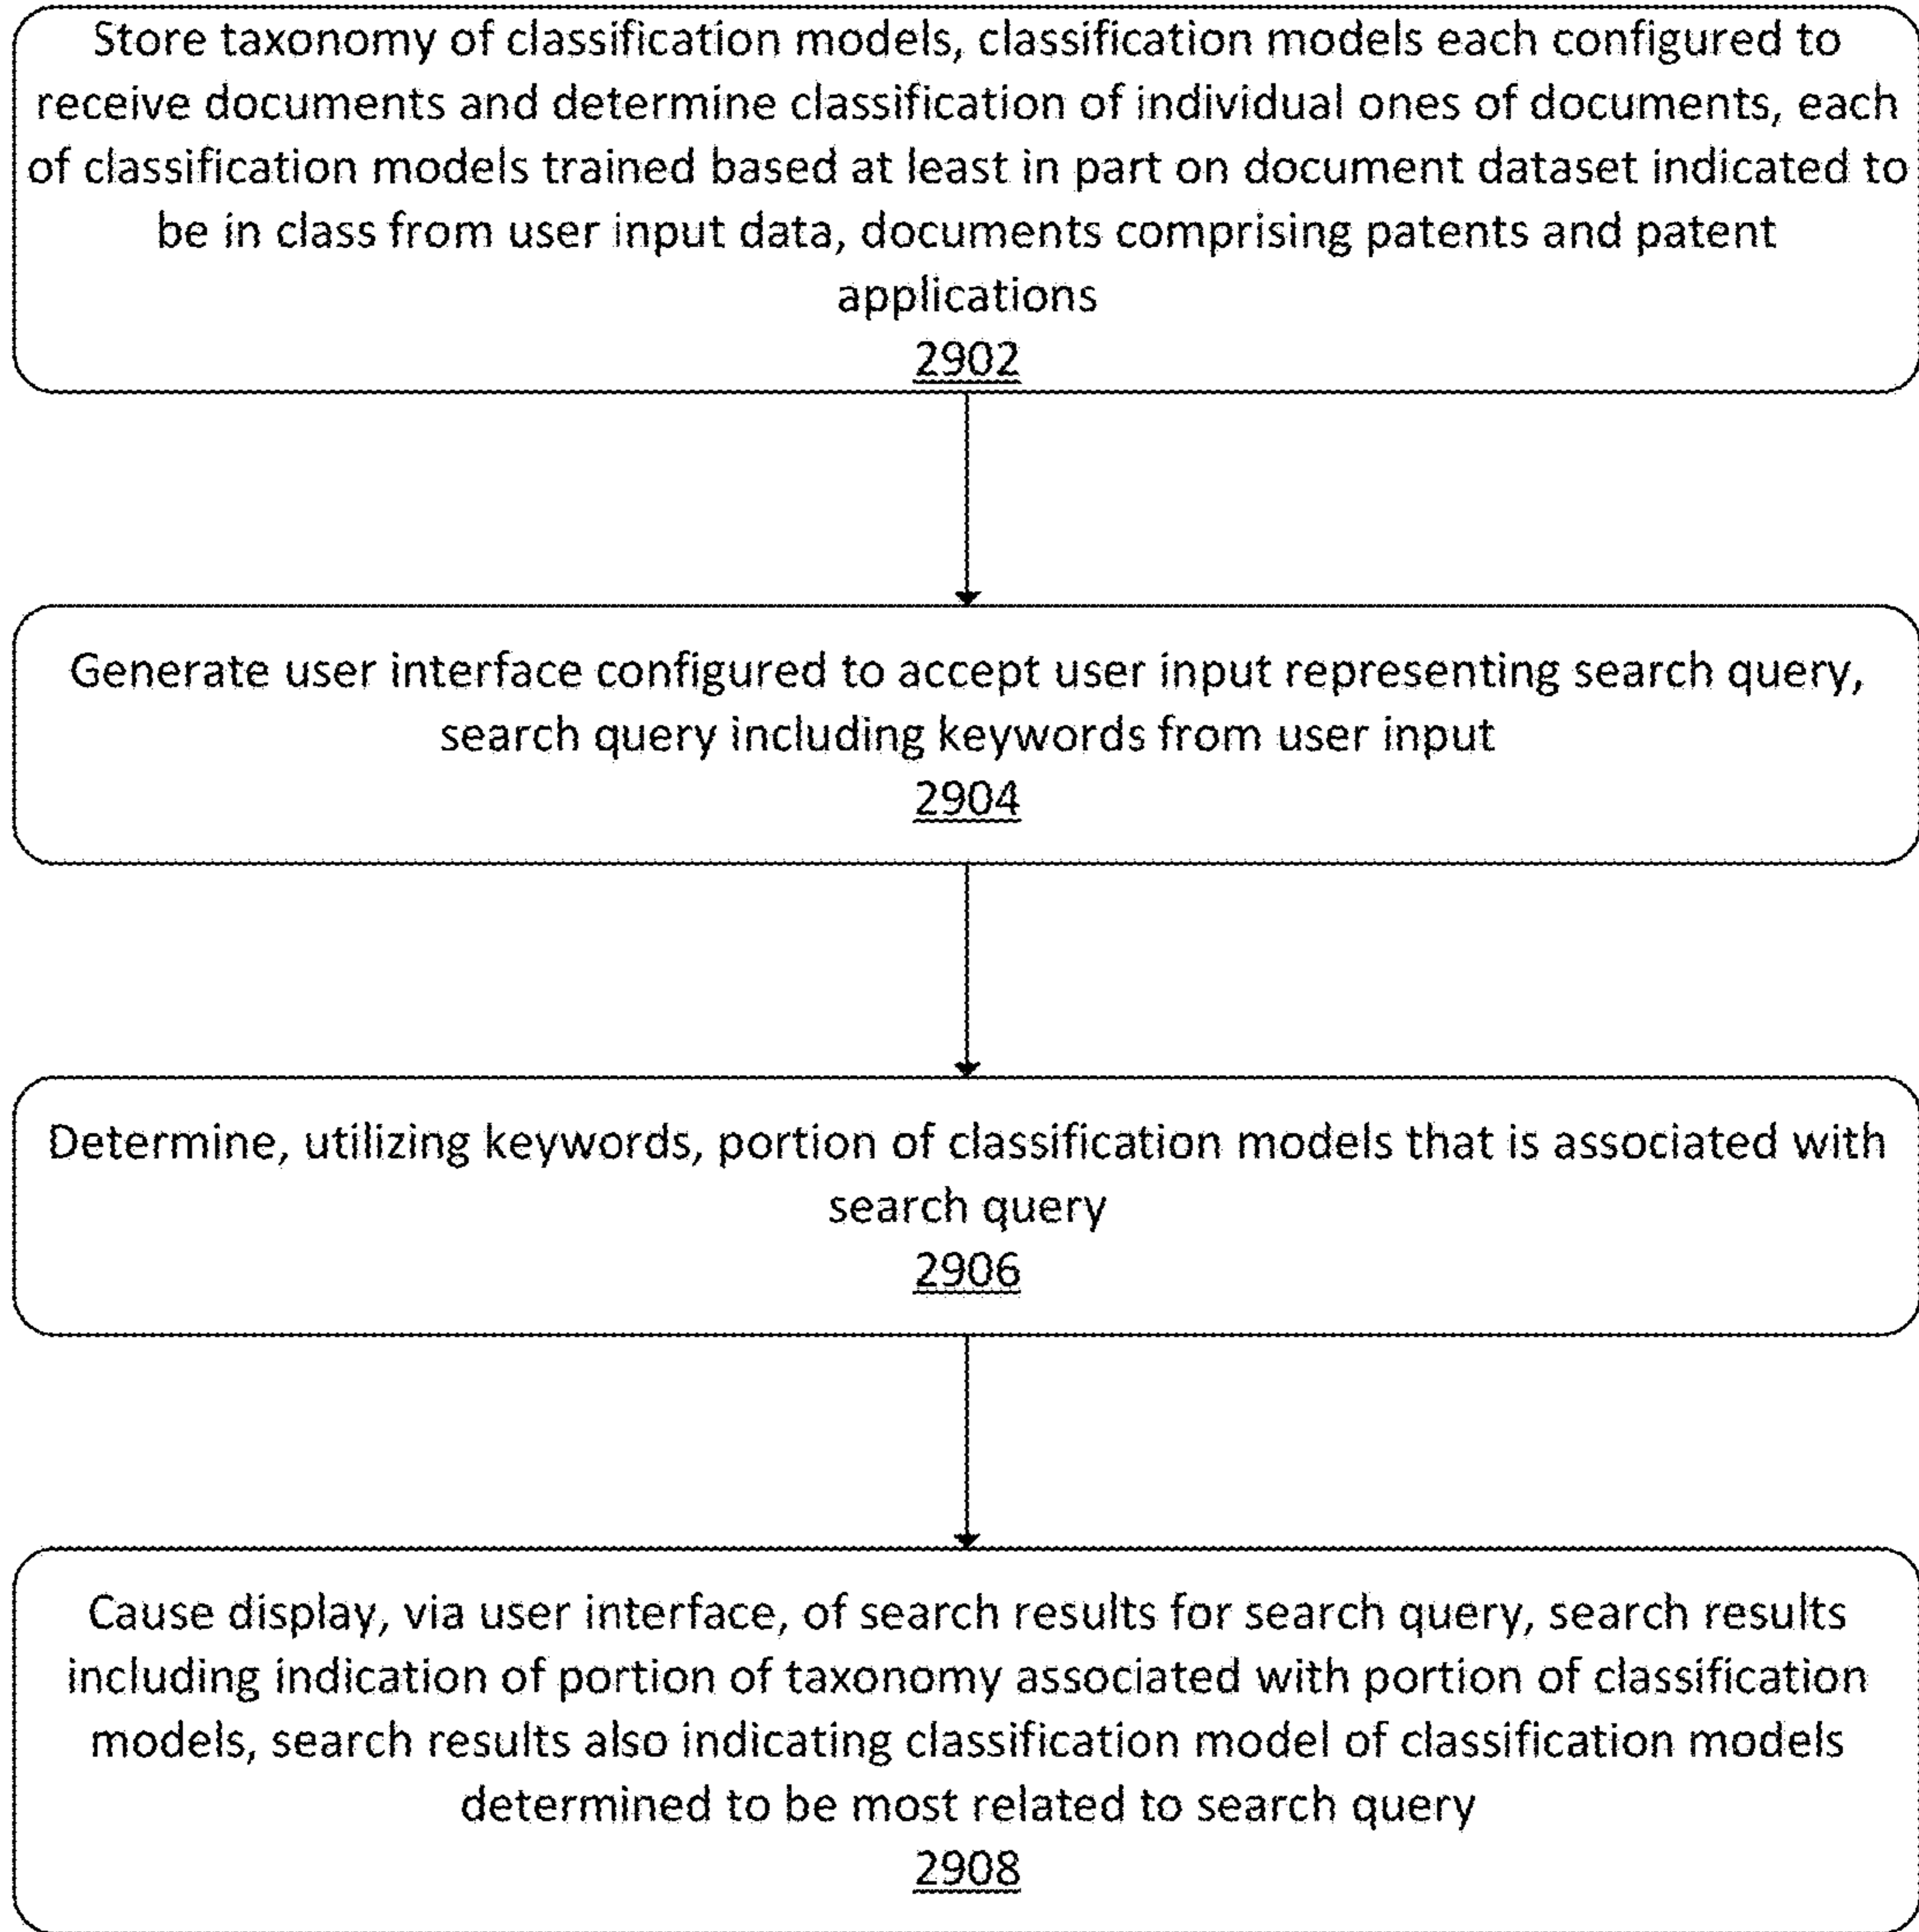 Store taxonomy of classification models, classification models each configured to
receive documents and determine classification of individual ones of documents, each
of classification models trained based at least in part on document dataset indicated to
be in class from user input data, documents comprising patents and patent
applications
2902
Generate user interface configured to accept user input representing search query,
search query including keywords from user input
2904
Determine, utilizing keywords, portion of classification models that is associated with
search query
2906
Cause display, via user interface, of search results for search query, search results
including indication of portion of taxonomy associated with portion of classification
models, search results also indicating classification model of classification models
determined to be most related to search query
2908